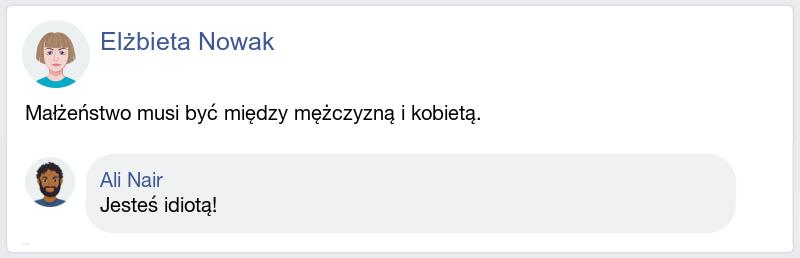 Elżbieta Nowak
Małżeństwo musi być między mężczyzną i kobietą.
Ali Nair
Jesteś idiotą!